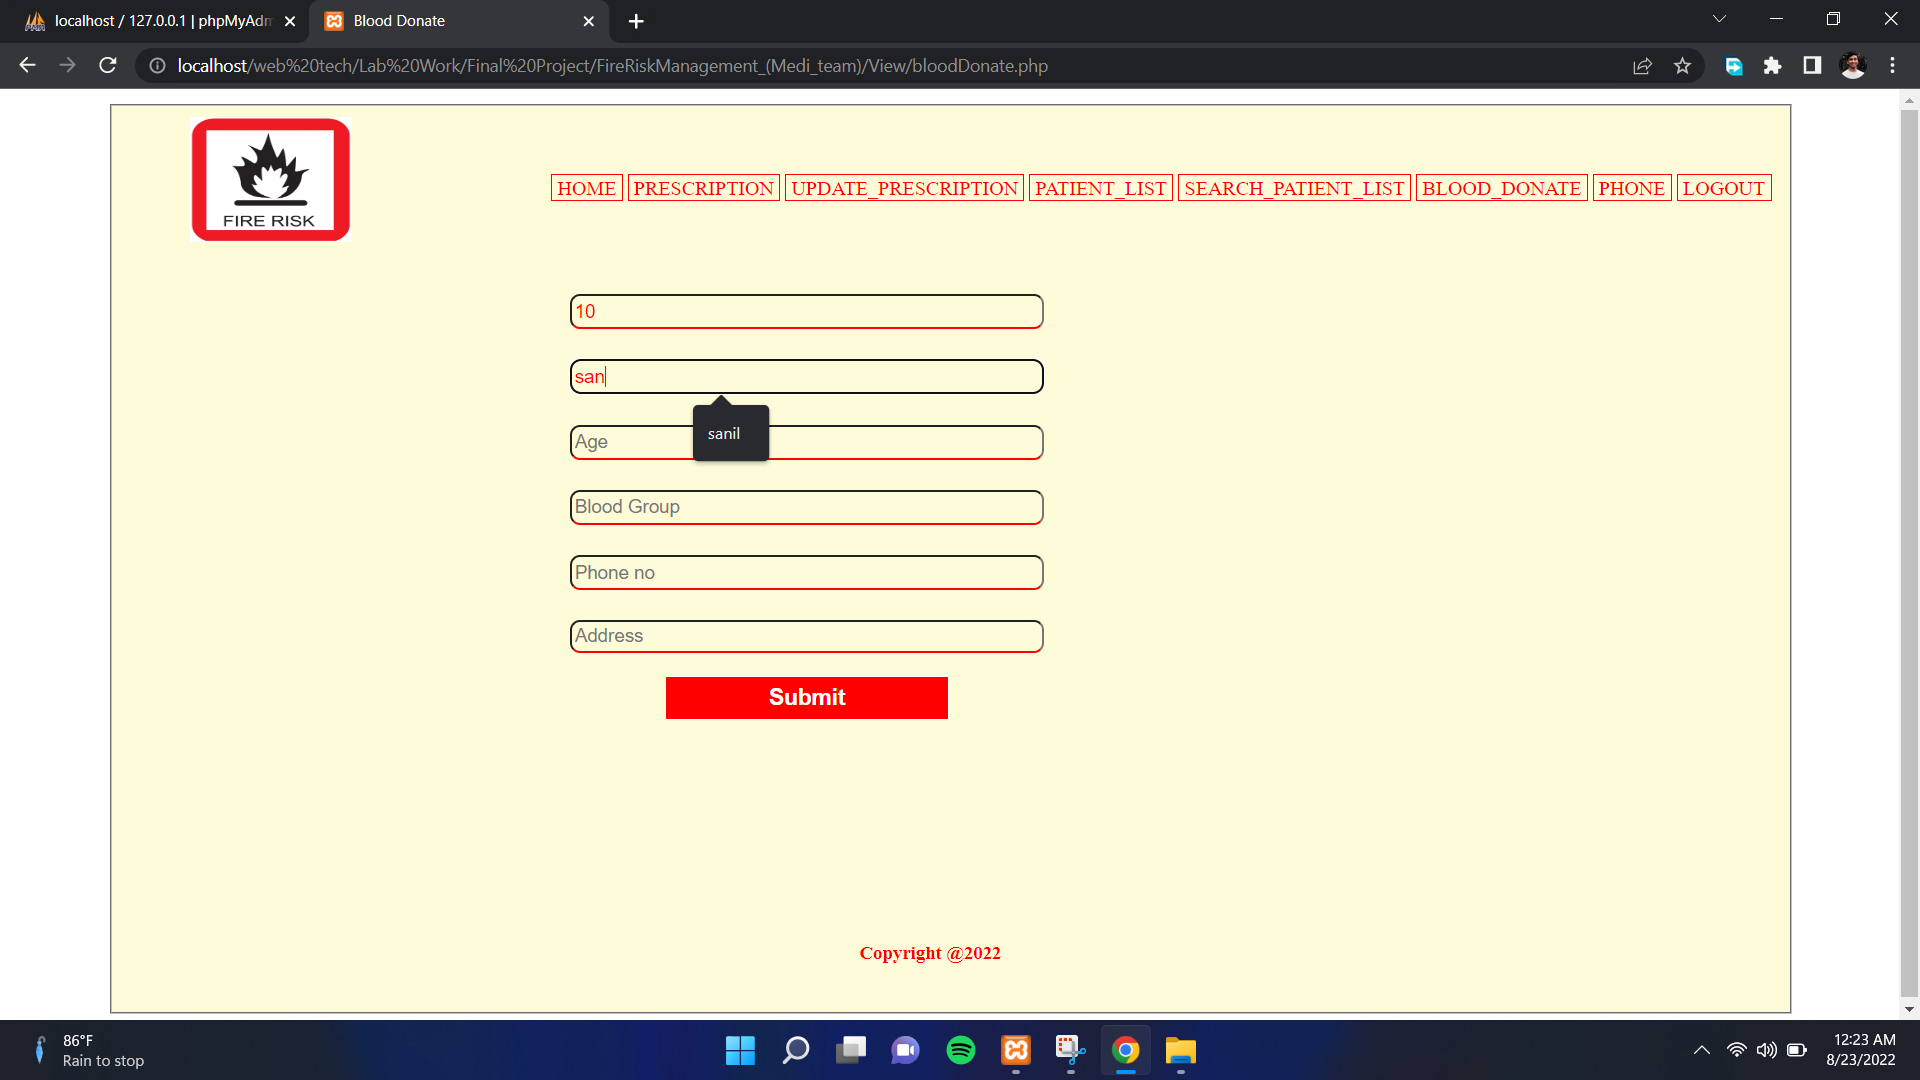 localhost / 127.0.0.1 | phpMyAdm
Blood Donate
localhost/web%20tech/Lab%20Work/Final%20Project/FireRiskManagement_(Medi_team)/View/bloodDonate.php
FIRE RISK
HOME PRESCRIPTION UPDATE_PRESCRIPTION PATIENT_LIST SEARCH_PATIENT_LIST BLOOD_DONATE PHONE LOGOUT
10
san
sanil
Age
Blood Group
Phone no
Address
Submit
Copyright @2022
86°F
Rain to stop
12:23 AM
8/23/2022